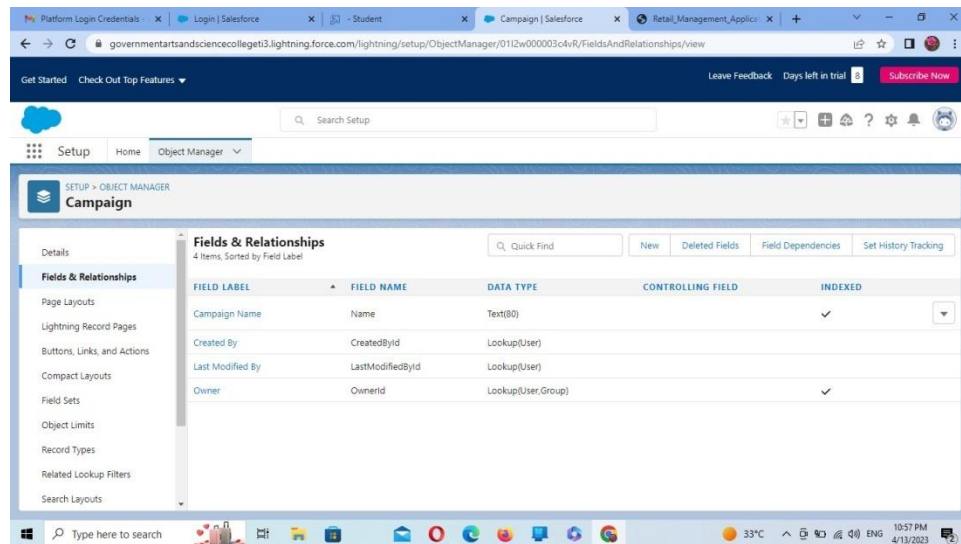 Platform Login Credentials -
Login | Salesforce
- Student
Campaign | Salesforce
Retail_Management_Applica
governmentartsandsciencecollegeti3.lightning.force.com/lightning/setup/ObjectManager/01I2w000003c4vR/FieldsAndRelationships/view
Get Started Check Out Top Features
Leave Feedback Days left in trial 8 Subscribe Now
Search Setup
Setup Home Object Manager
SETUP > OBJECT MANAGER
Campaign
Details
Fields & Relationships
Page Layouts
Lightning Record Pages
Buttons, Links, and Actions
Compact Layouts
Field Sets
Object Limits
Record Types
Related Lookup Filters
Search Layouts
Fields & Relationships
4 Items, Sorted by Field Label
Quick Find New Deleted Fields Field Dependencies Set History Tracking
FIELD LABEL FIELD NAME DATA TYPE CONTROLLING FIELD INDEXED
Campaign Name Name Text(80)
Created By CreatedById Lookup(User)
Last Modified By LastModifiedById Lookup(User)
Owner OwnerId Lookup(User,Group)
Type here to search
33°C ENG 10:57 PM
4/13/2023